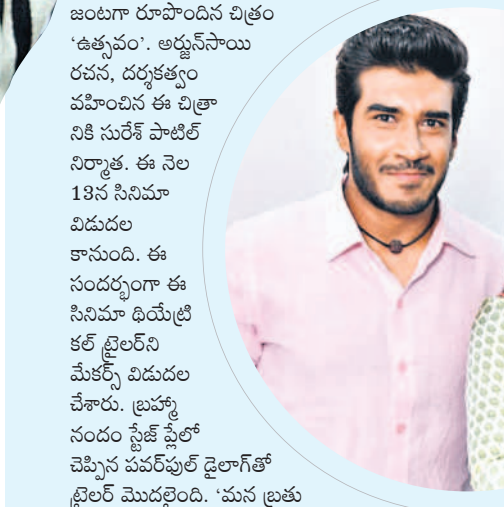 జంటగా రూపొందిన చిత్రం
‘ఉత్సవం’. అర్జున్‌సాయి
రచన, దర్శకత్వం
వహించిన ఈ చిత్రా
నికి సురేశ్ పాటిల్
నిర్మాత. ఈ నెల
13న సినిమా
విడుదల
కానుంది. ఈ
సందర్భంగా ఈ
సినిమా థియేట్రి
కల్ ట్రైలర్‌ని
మేకర్స్ విడుదల
చేశారు. బ్రహ్మా
నందం స్టేజ్ ప్లేలో
చెప్పిన పవర్‌ఫుల్ డైలాగ్‌తో
ట్రైలర్ మొదలైంది. ‘మన బ్రతు